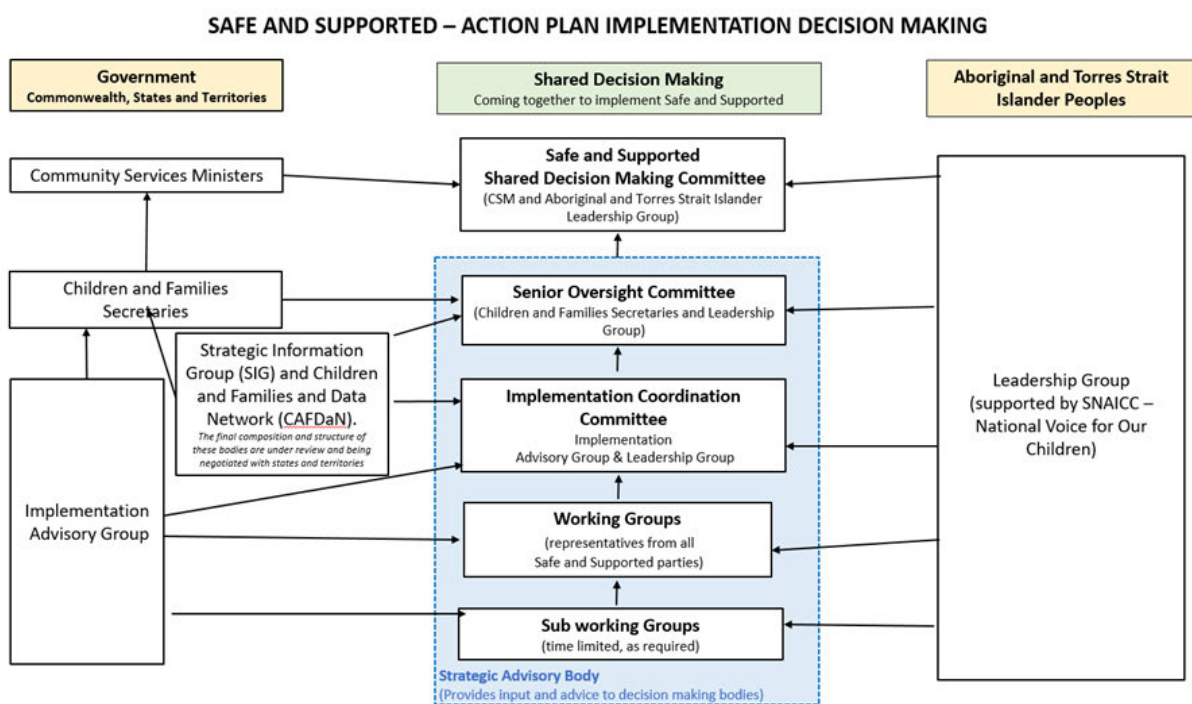 SAFE AND SUPPORTED – ACTION PLAN IMPLEMENTATION DECISION MAKING
Government
Commonwealth, States and Territories
Shared Decision Making
Coming together to implement Safe and Supported
Aboriginal and Torres Strait
Islander Peoples
Community Services Ministers
Safe and Supported
Shared Decision Making Committee
(CSM and Aboriginal and Torres Strait Islander
Leadership Group)
Children and Families
Secretaries
Senior Oversight Committee
(Children and Families Secretaries and Leadership
Group)
Strategic Information
Group (SIG) and Children
and Families and Data
Network (CAFDaN).
The final composition and structure of
these bodies are under review and being
negotiated with states and territories
Implementation Coordination
Committee
Implementation
Advisory Group & Leadership Group
Leadership Group
(supported by SNAICC –
National Voice for Our
Children)
Implementation
Advisory Group
Working Groups
(representatives from all
Safe and Supported parties)
Sub working Groups
(time limited, as required)
Strategic Advisory Body
(Provides input and advice to decision making bodies)